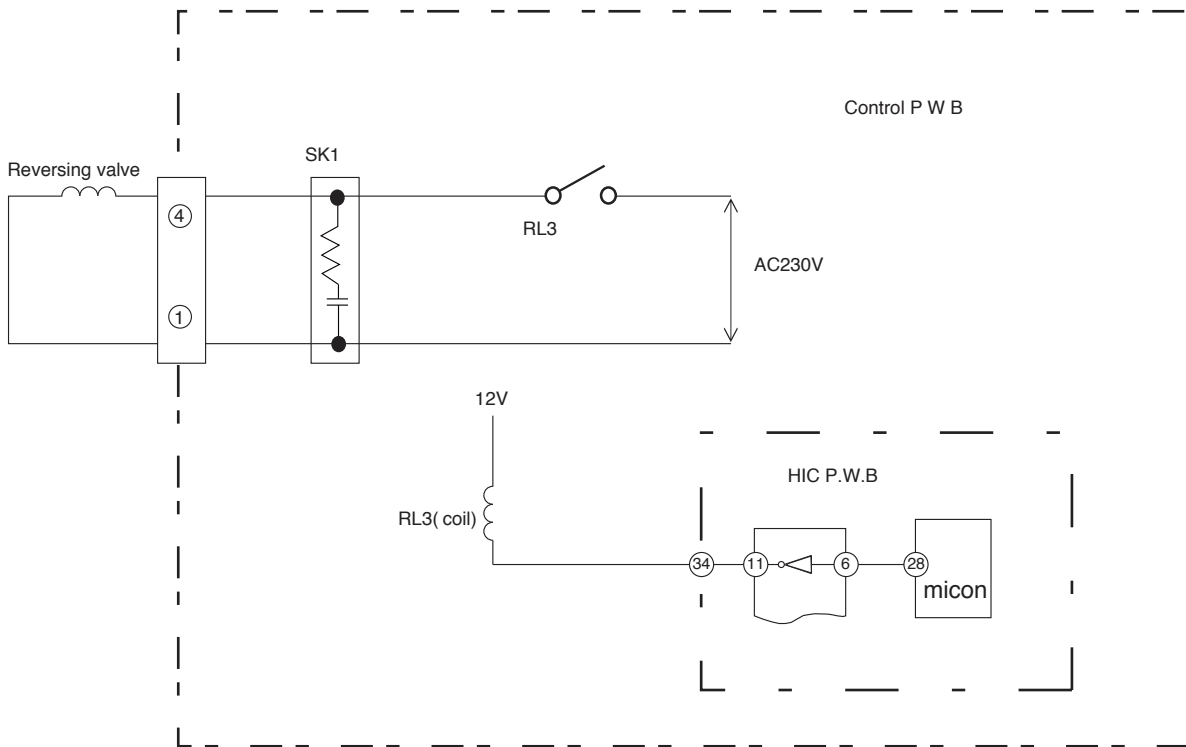 Control P W B
SK1
Reversing valve
4
RL3
AC230V
1
12V
HIC P.W.B
RL3( coil)
34
11
6
28
micon